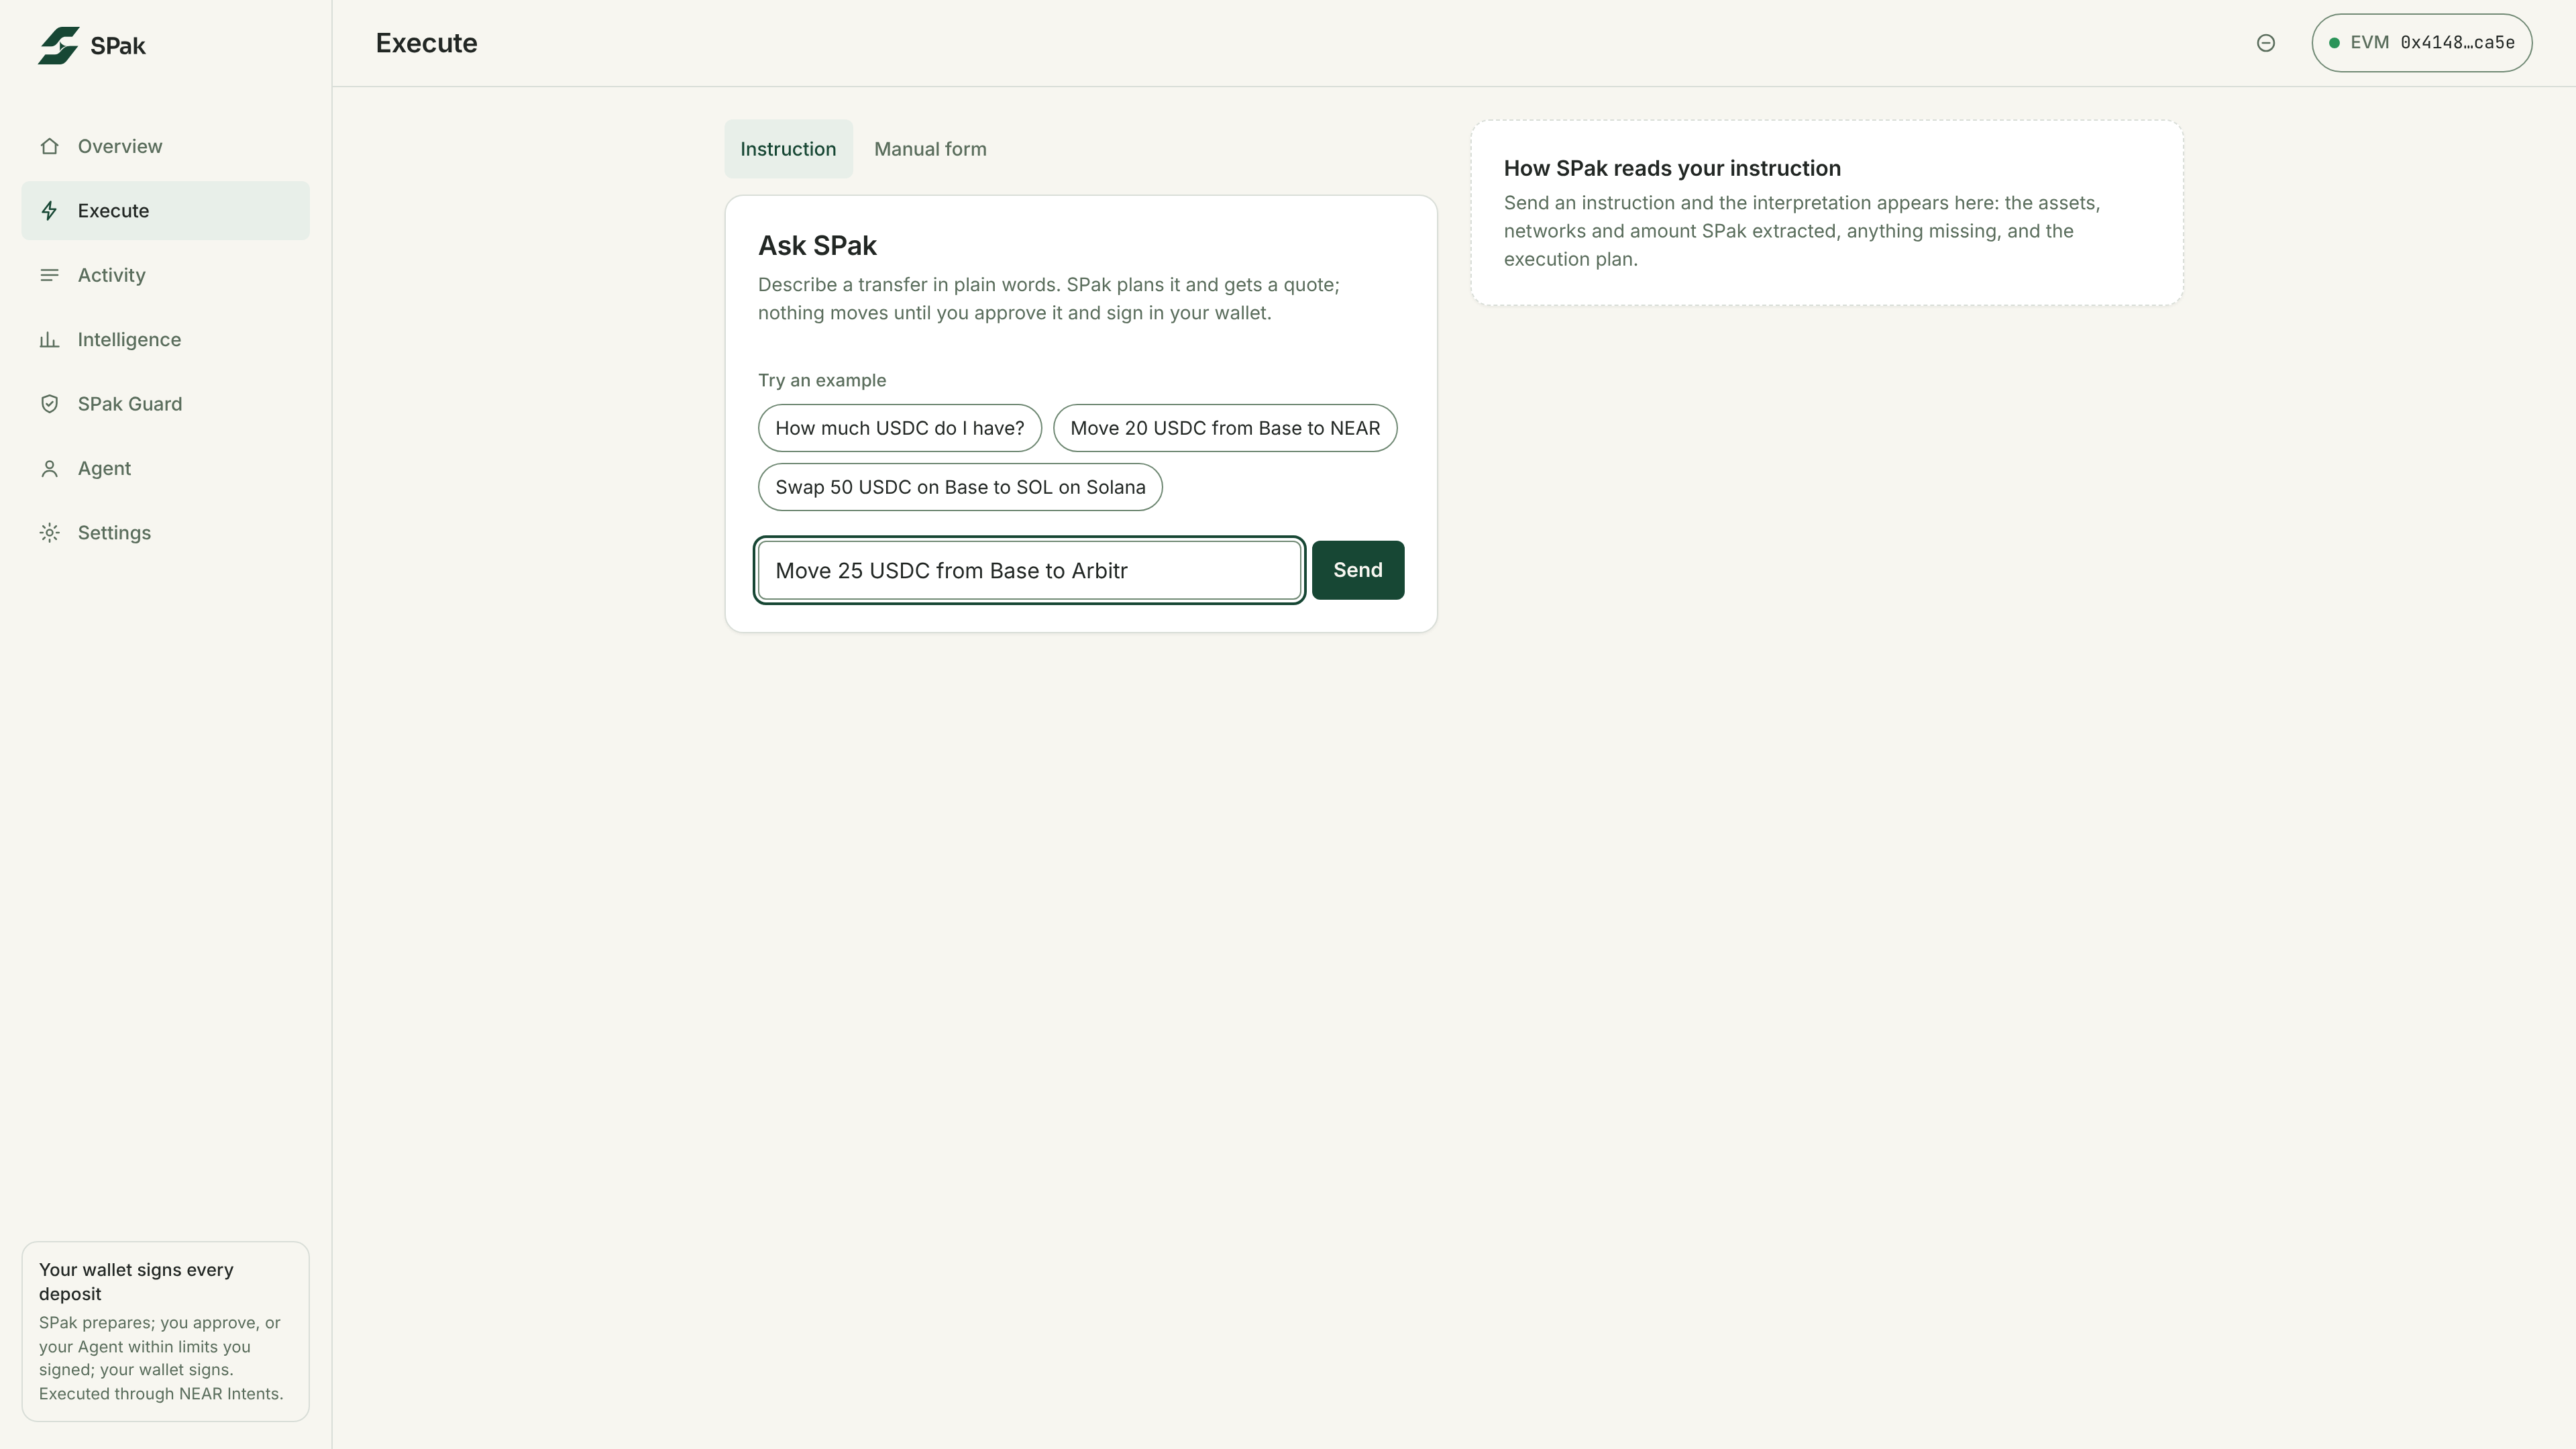 SPak
Overview
Execute
Activity
Intelligence
SPak Guard
Agent
Settings
Your wallet signs every
deposit
SPak prepares; you approve, or
your Agent within limits you
signed; your wallet signs.
Executed through NEAR Intents.
Execute
EVM 0x4148…ca5e
Instruction
Manual form
Ask SPak
Describe a transfer in plain words. SPak plans it and gets a quote;
nothing moves until you approve it and sign in your wallet.
Try an example
How much USDC do I have?
Move 20 USDC from Base to NEAR
Swap 50 USDC on Base to SOL on Solana
Move 25 USDC from Base to Arbitr
Send
How SPak reads your instruction
Send an instruction and the interpretation appears here: the assets,
networks and amount SPak extracted, anything missing, and the
execution plan.